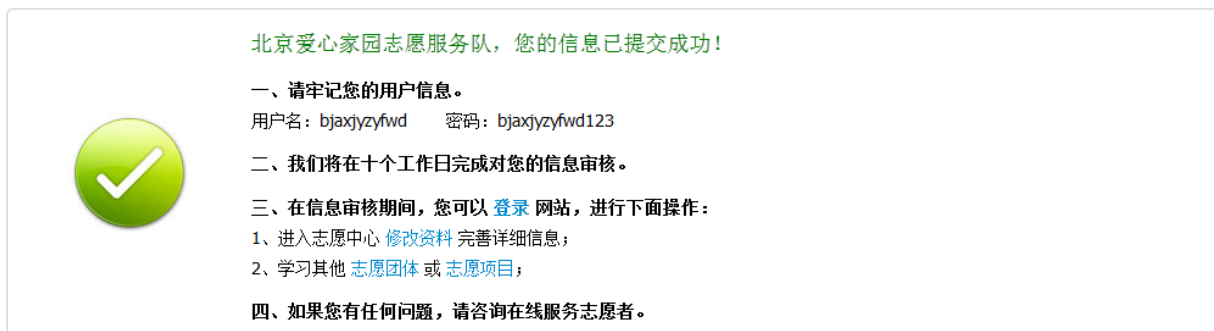 北京爱心家园志愿服务队，您的信息已提交成功！
一、请牢记您的用户信息。
用户名：bjaxjyzyfwd 密码：bjaxjyzyfwd123
二、我们将在十个工作日完成对您的信息审核。
三、在信息审核期间，您可以 登录 网站，进行下面操作：
1、进入志愿中心 修改资料 完善详细信息；
2、学习其他 志愿团体 或 志愿项目；
四、如果您有任何问题，请咨询在线服务志愿者。